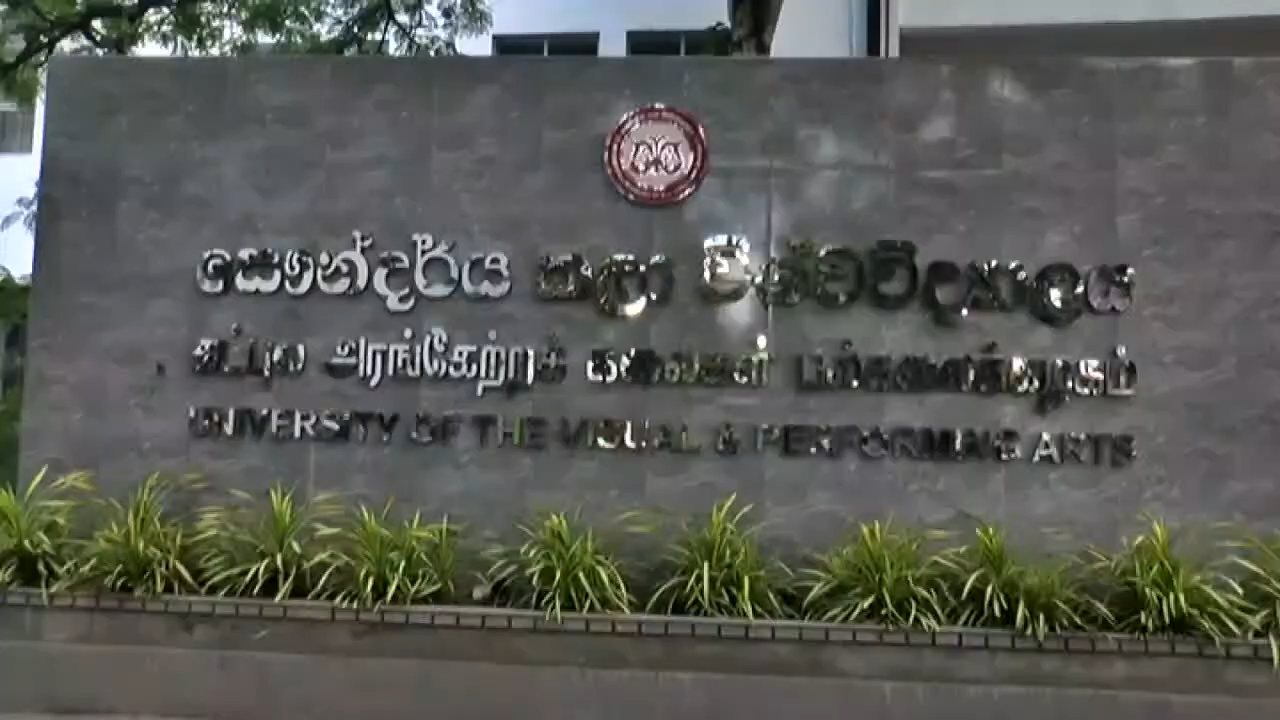 සෞන්දර්ය කලා විශ්වවිද්‍යාලය
கட்புல அரங்கேற்றக் கலைகள் பல்கலைக்கழகம்
UNIVERSITY OF THE VISUAL & PERFORMING ARTS